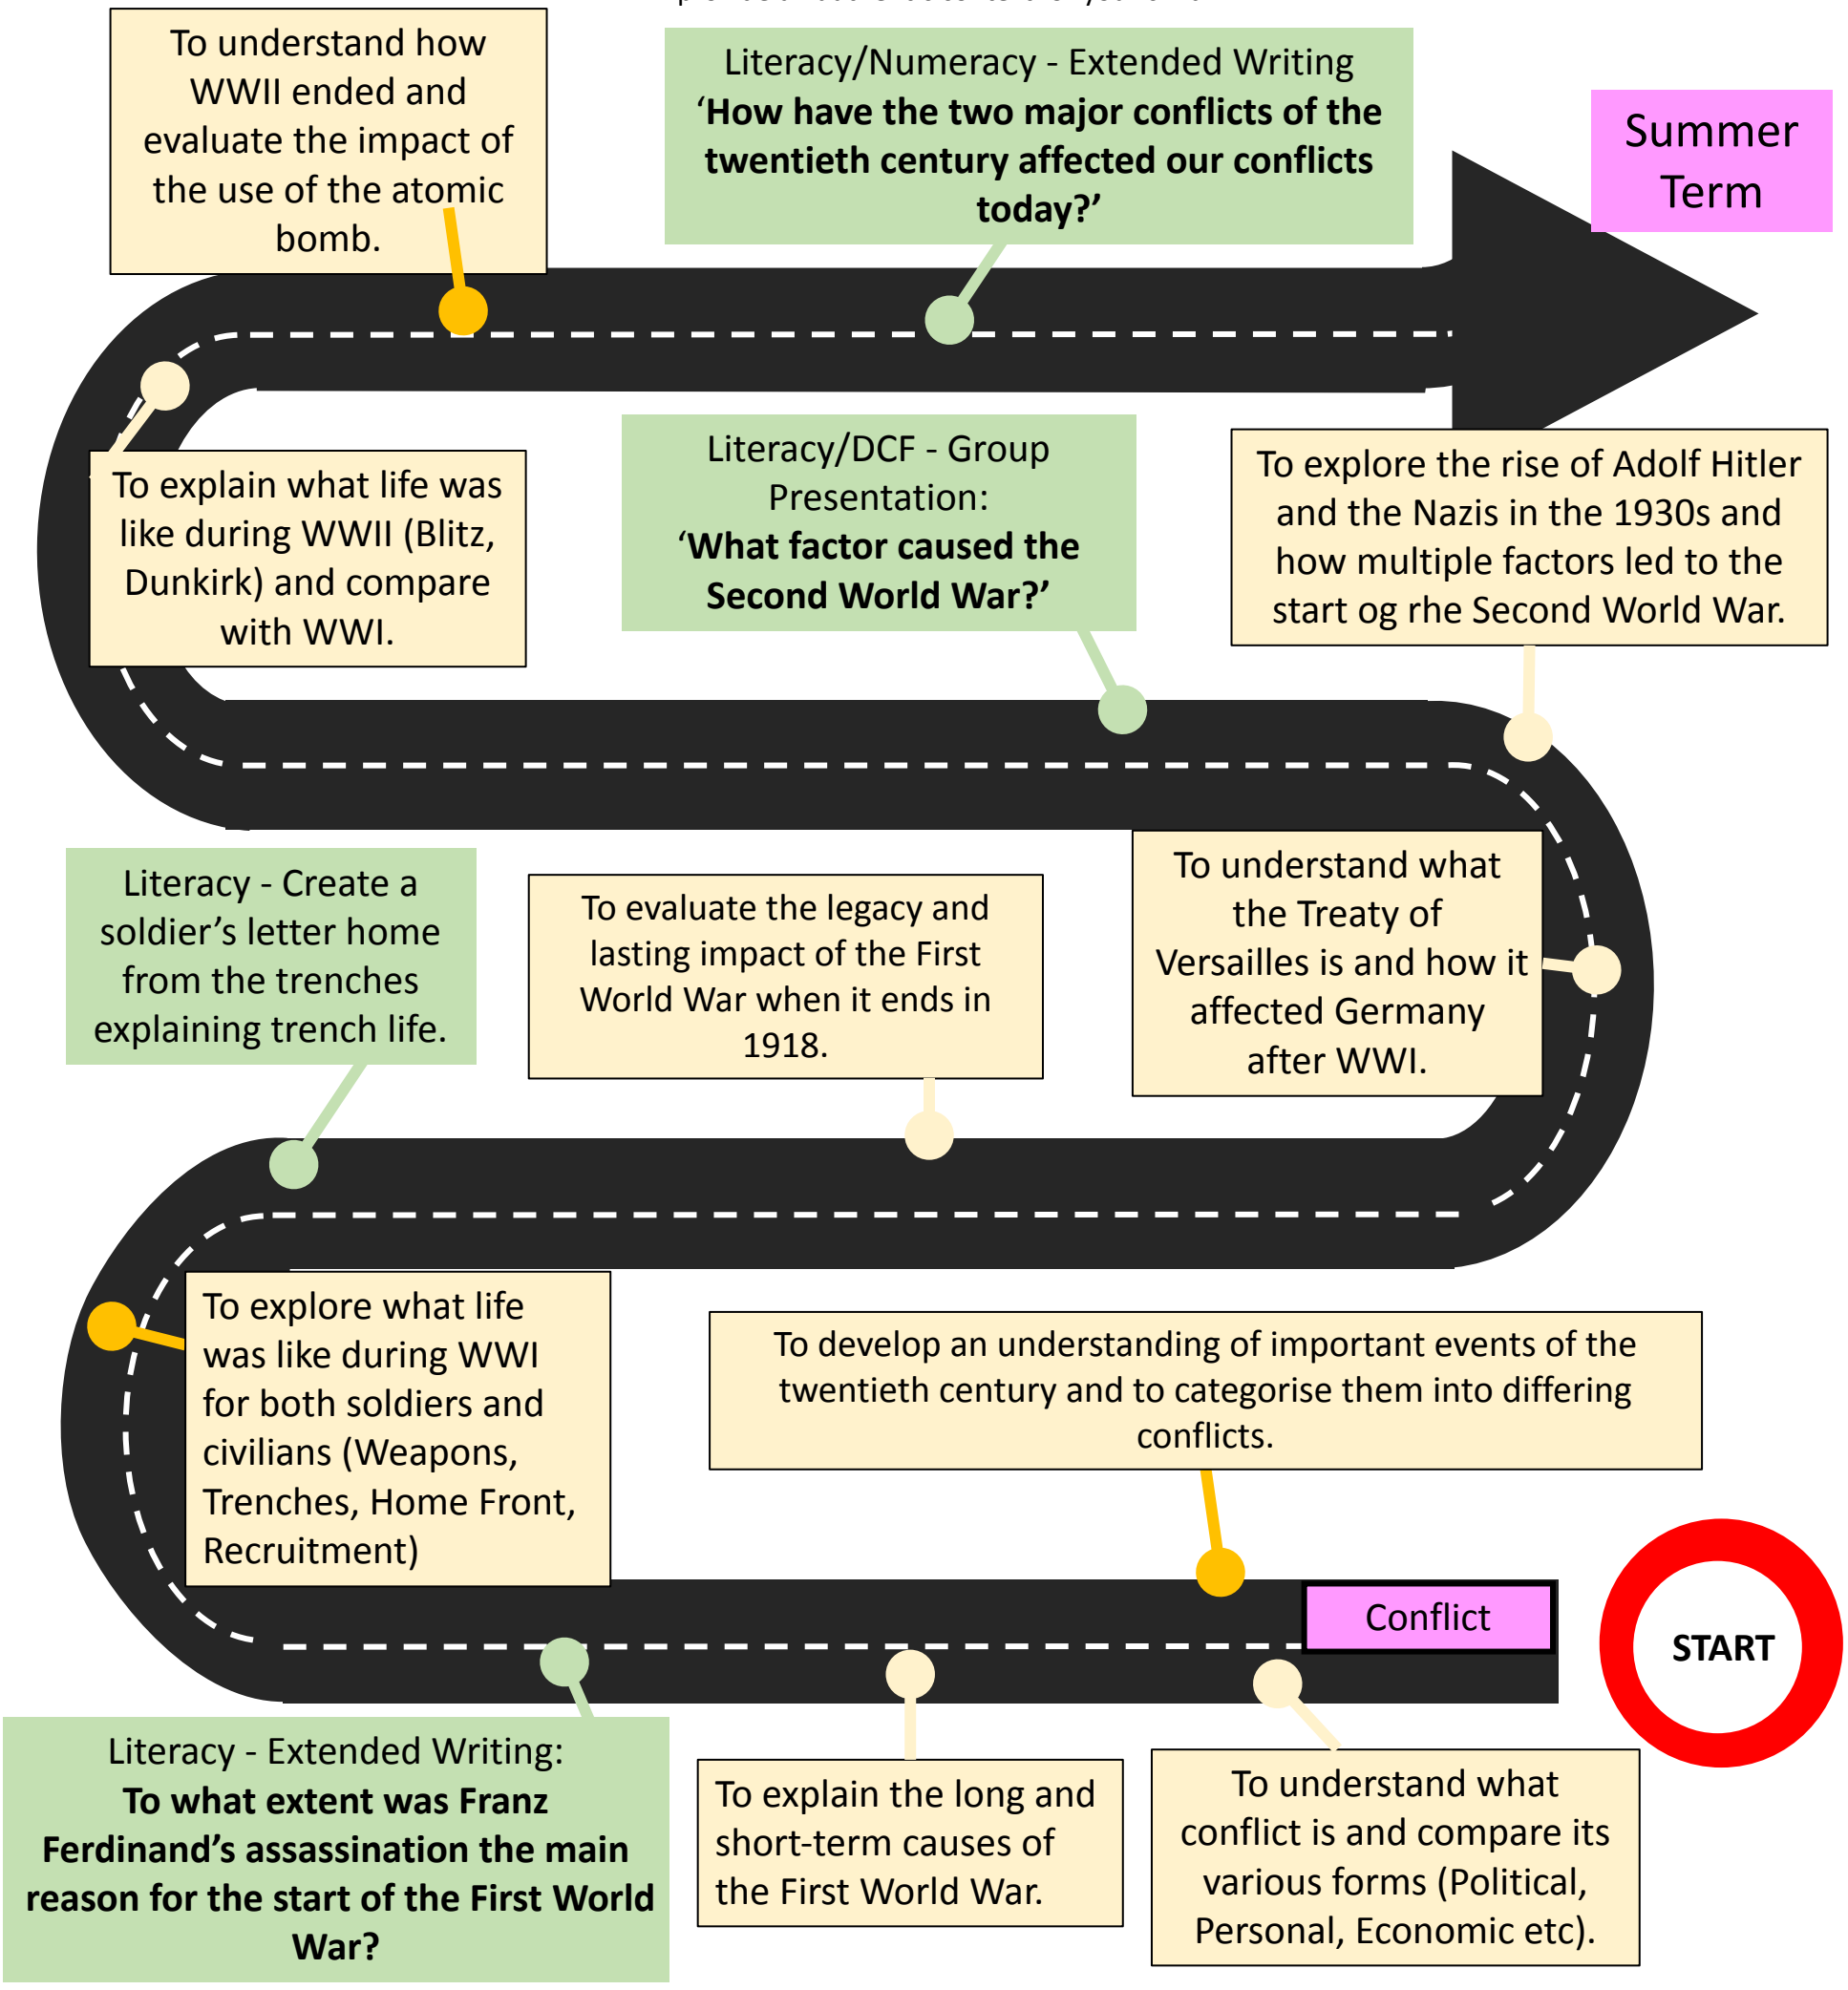 To understand how
WWII ended and
evaluate the impact of
the use of the atomic
bomb.
Literacy/Numeracy - Extended Writing
‘How have the two major conflicts of the
twentieth century affected our conflicts
today?’
Summer
Term
To explain what life was
like during WWII (Blitz,
Dunkirk) and compare
with WWI.
Literacy/DCF - Group
Presentation:
‘What factor caused the
Second World War?’
To explore the rise of Adolf Hitler
and the Nazis in the 1930s and
how multiple factors led to the
start og rhe Second World War.
Literacy - Create a
soldier’s letter home
from the trenches
explaining trench life.
To evaluate the legacy and
lasting impact of the First
World War when it ends in
1918.
To understand what
the Treaty of
Versailles is and how it
affected Germany
after WWI.
To explore what life
was like during WWI
for both soldiers and
civilians (Weapons,
Trenches, Home Front,
Recruitment)
To develop an understanding of important events of the
twentieth century and to categorise them into differing
conflicts.
Conflict
START
Literacy - Extended Writing:
To what extent was Franz
Ferdinand’s assassination the main
reason for the start of the First World
War?
To explain the long and
short-term causes of
the First World War.
To understand what
conflict is and compare its
various forms (Political,
Personal, Economic etc).